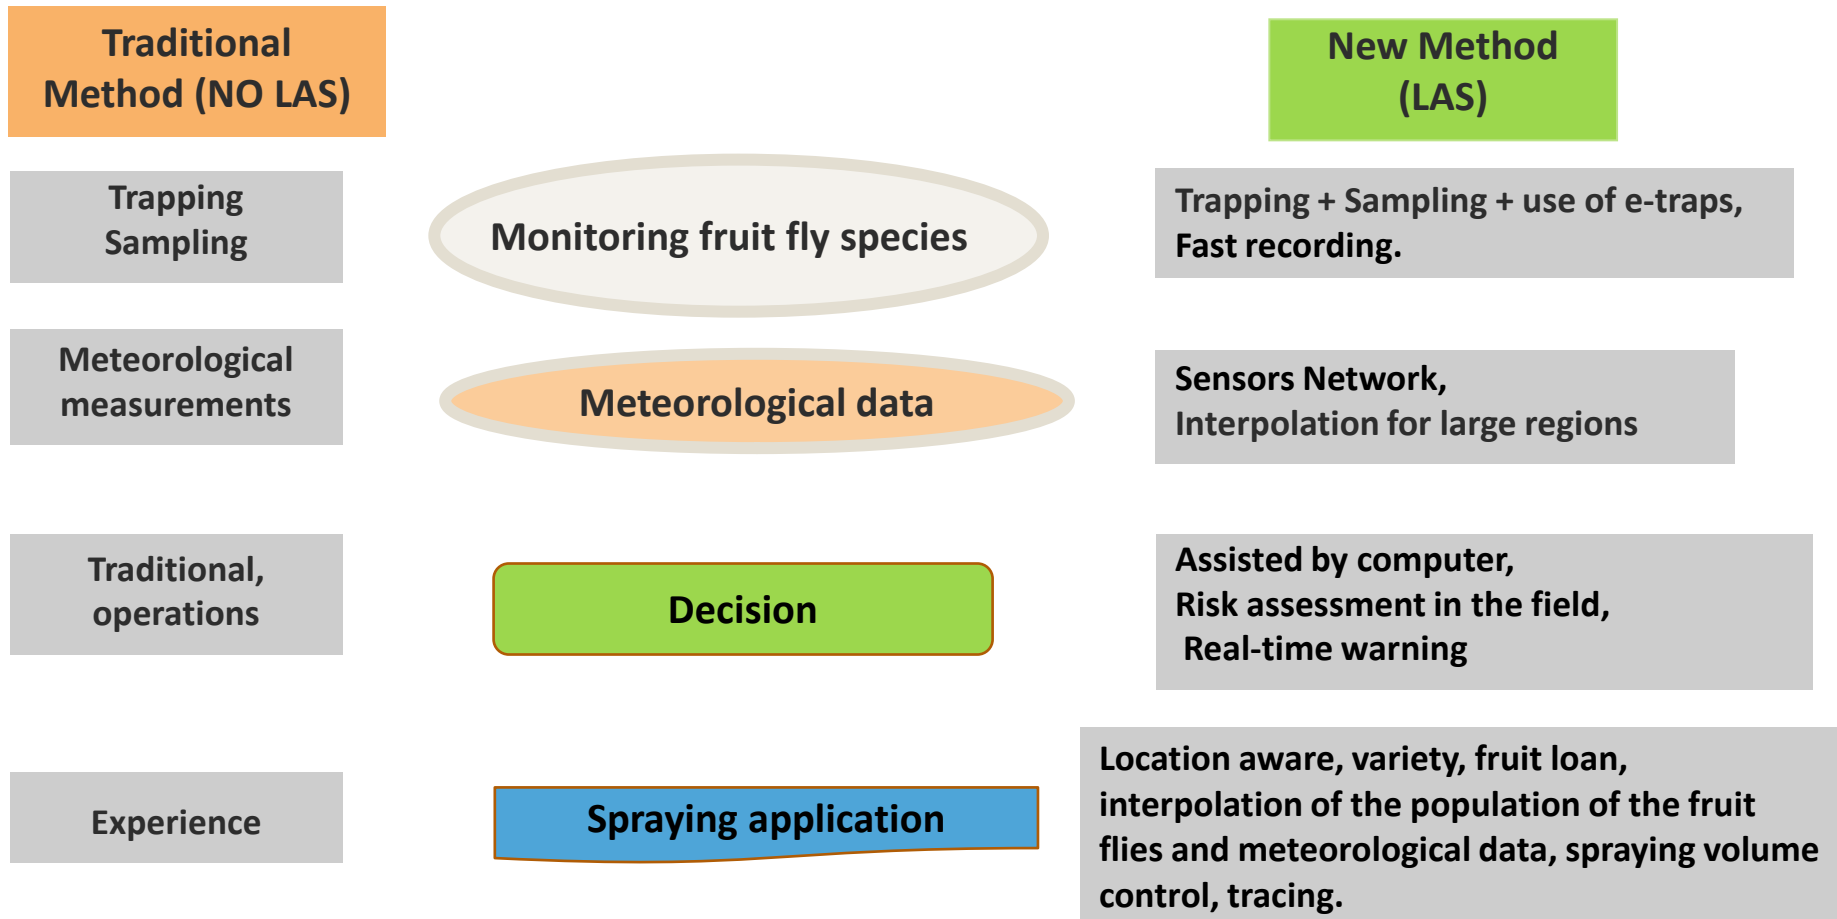 Traditional
Method (NO LAS)
New Method
(LAS)
Trapping
Sampling
Monitoring fruit fly species
Trapping + Sampling + use of e-traps,
Fast recording.
Meteorological
measurements
Meteorological data
Sensors Network,
Interpolation for large regions
Traditional,
operations
Decision
Assisted by computer,
Risk assessment in the field,
Real-time warning
Experience
Spraying application
Location aware, variety, fruit loan,
interpolation of the population of the fruit
flies and meteorological data, spraying volume
control, tracing.